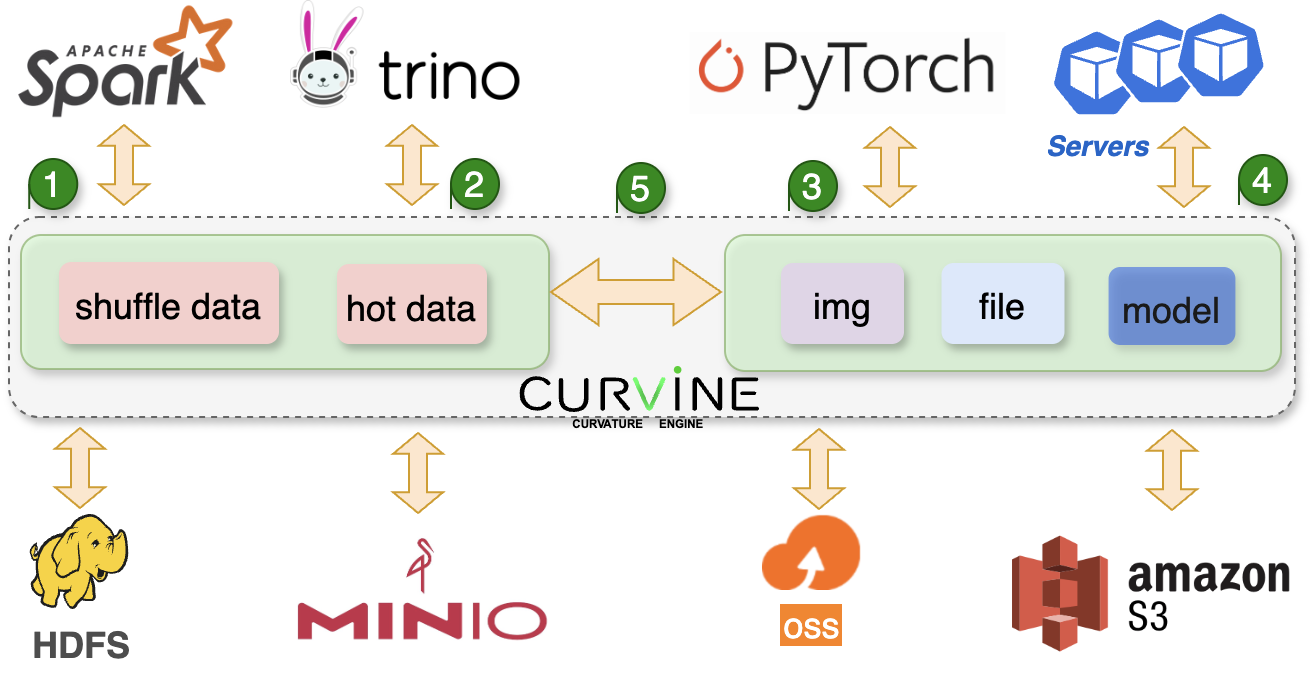 APACHE
Spark
trino
PyTorch
Servers
1
2
5
3
4
shuffle data
hot data
img
file
model
CURVINE
CURVATURE ENGINE
HDFS
MINIO
OSS
amazon
S3